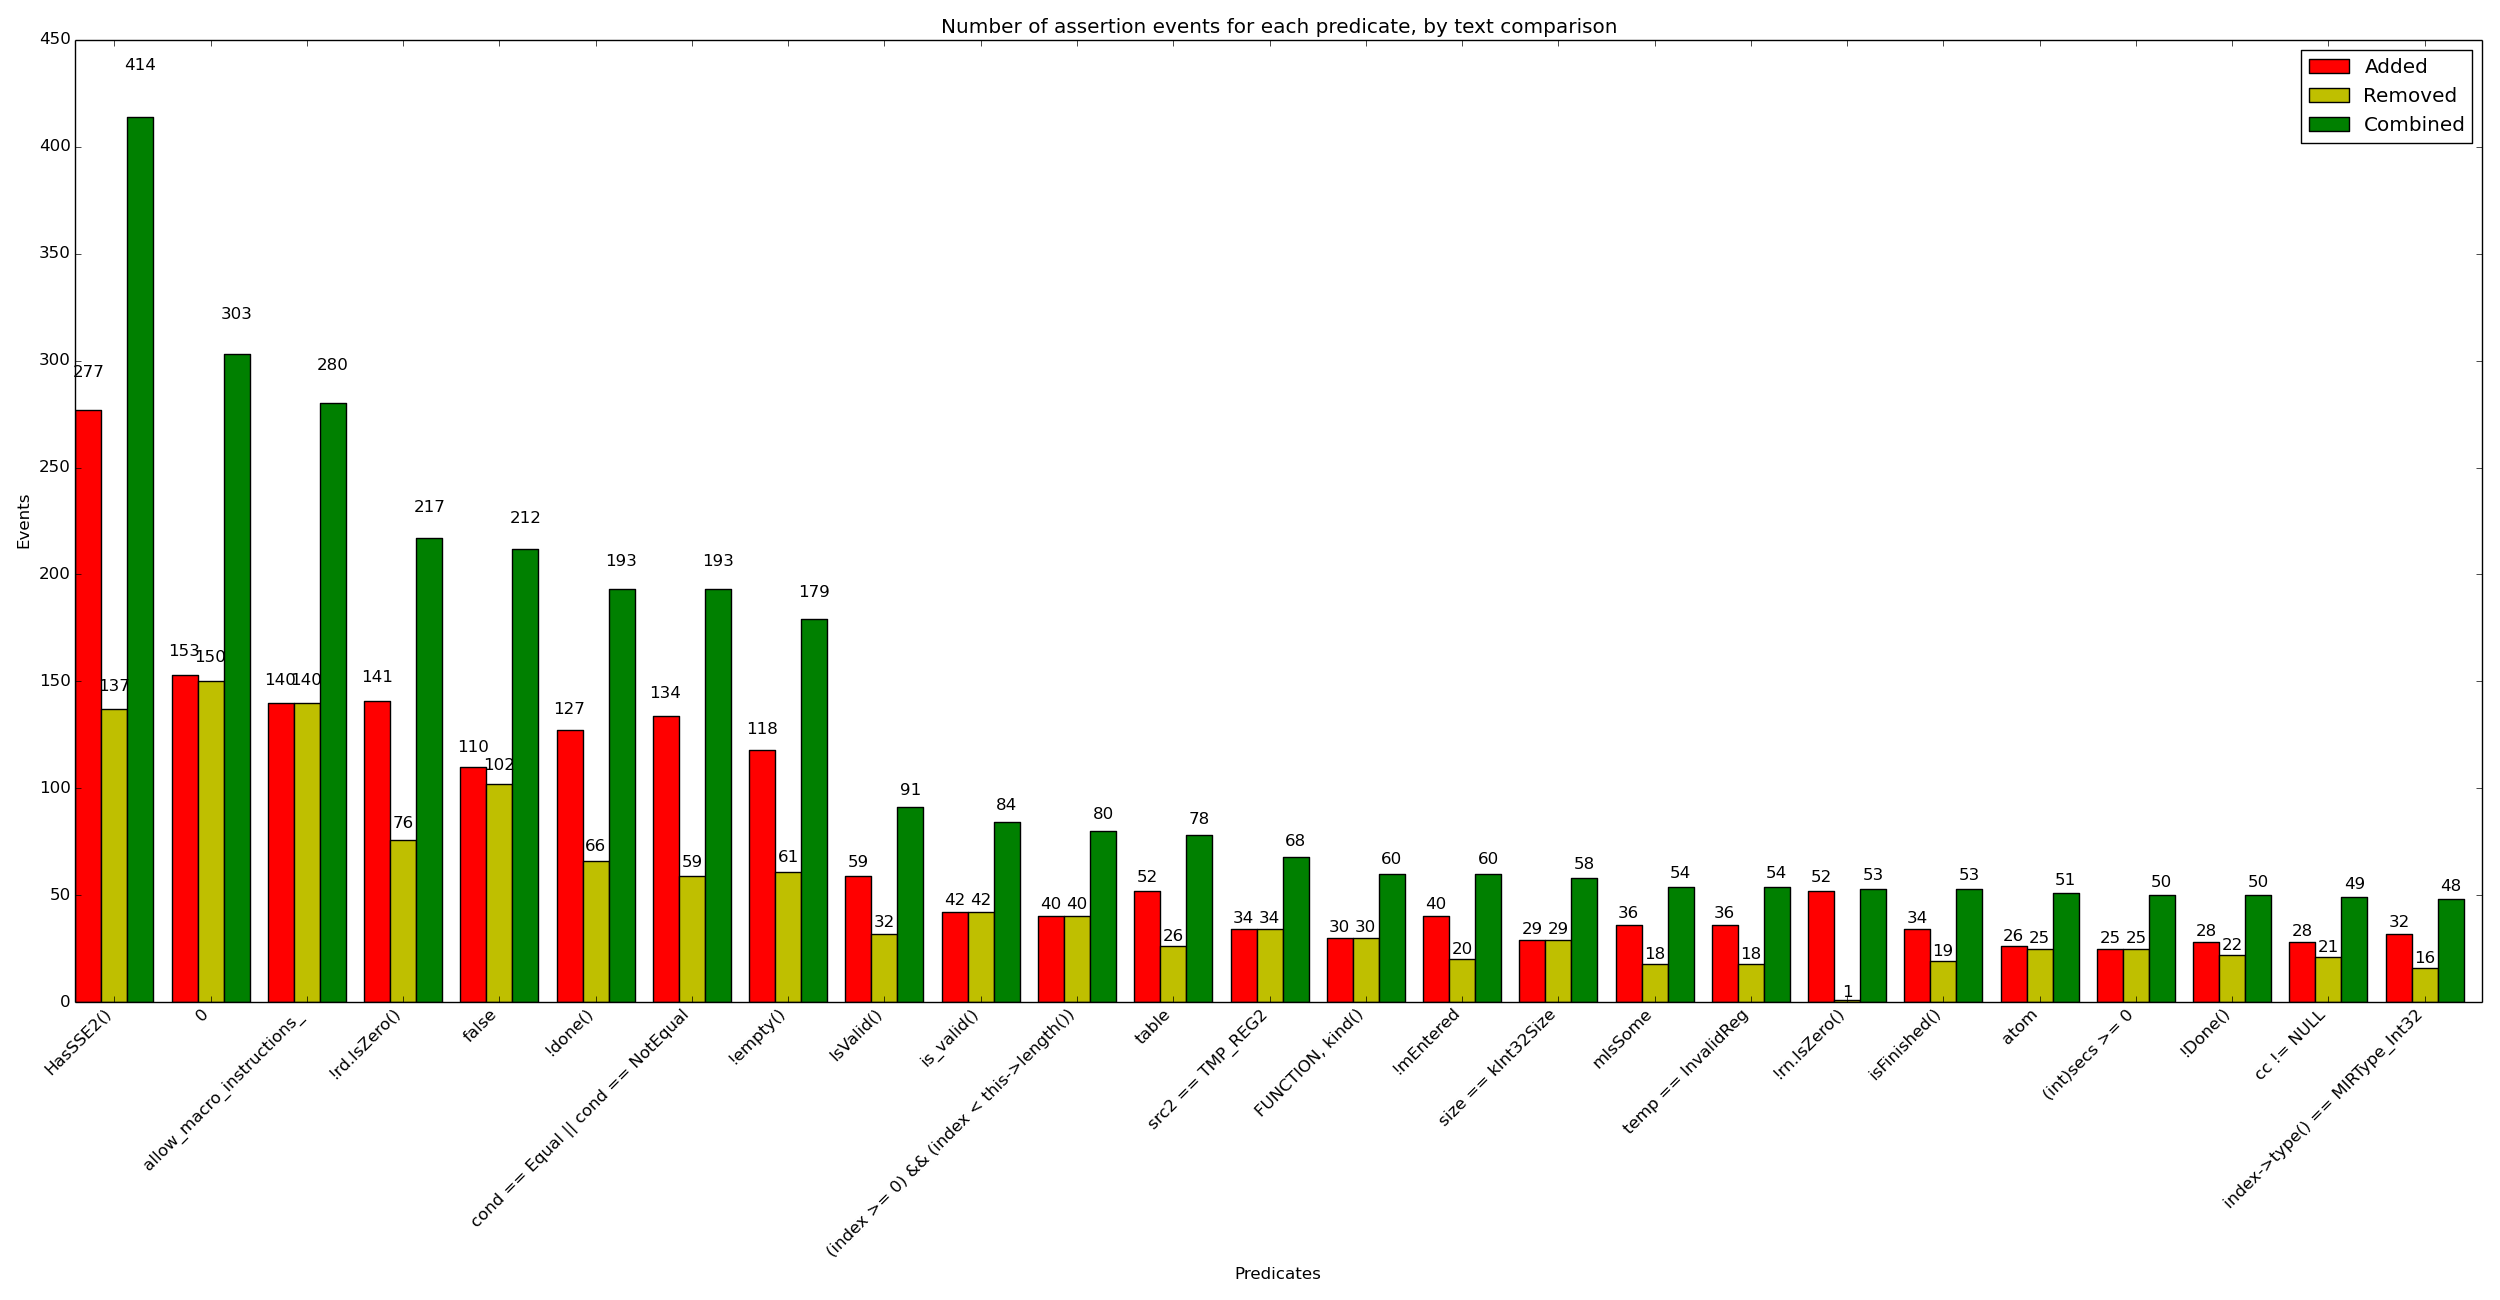 Number of assertion events for each predicate, by text comparison
Added
Removed
Combined
Events
450
400
350
300
250
200
150
100
50
0
277
137
414
153
150
303
140
140
280
141
76
217
110
102
212
127
66
193
134
59
193
118
61
179
59
32
91
42
42
84
40
40
80
52
26
78
34
34
68
30
30
60
40
20
60
29
29
58
36
18
54
36
18
54
52
1
53
34
19
53
26
25
51
25
25
50
28
22
50
28
21
49
32
16
48
HasSSE2()
0
allow_macro_instructions_
!rd.IsZero()
false
!done()
cond == Equal || cond == NotEqual
!empty()
IsValid()
is_valid()
(index >= 0) && (index < this->length())
table
src2 == TMP_REG2
FUNCTION, kind()
!mEntered
size == kInt32Size
mIsSome
temp == InvalidReg
!rn.IsZero()
isFinished()
atom
(int)secs >= 0
!Done()
cc != NULL
index->type() == MIRType_Int32
Predicates